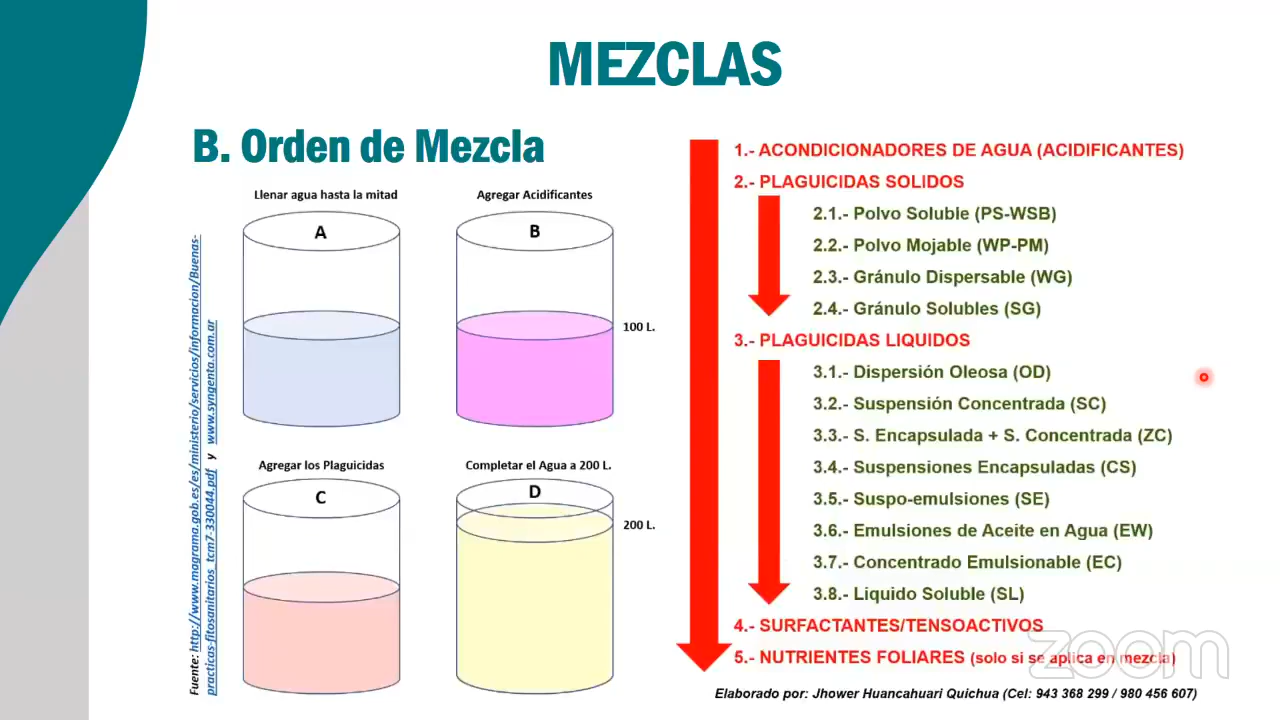 MEZCLAS
B. Orden de Mezcla
Llenar agua hasta la mitad
A
Agregar Acidificantes
B
100 L.
Agregar los Plaguicidas
C
Completar el Agua a 200 L.
D
200 L.
Fuente: http://www.magrama.gob.es/es/ministerio/servicios/informacion/Buenas-
practicas-fitosanitarios_tcm7-330044.pdf y www.syngenta.com.ar
1.- ACONDICIONADORES DE AGUA (ACIDIFICANTES)
2.- PLAGUICIDAS SOLIDOS
2.1.- Polvo Soluble (PS-WSB)
2.2.- Polvo Mojable (WP-PM)
2.3.- Gránulo Dispersable (WG)
2.4.- Gránulo Solubles (SG)
3.- PLAGUICIDAS LIQUIDOS
3.1.- Dispersión Oleosa (OD)
3.2.- Suspensión Concentrada (SC)
3.3.- S. Encapsulada + S. Concentrada (ZC)
3.4.- Suspensiones Encapsuladas (CS)
3.5.- Suspo-emulsiones (SE)
3.6.- Emulsiones de Aceite en Agua (EW)
3.7.- Concentrado Emulsionable (EC)
3.8.- Liquido Soluble (SL)
4.- SURFACTANTES/TENSOACTIVOS
5.- NUTRIENTES FOLIARES (solo si se aplica en mezcla)
zoom
Elaborado por: Jhower Huancahuari Quichua (Cel: 943 368 299 / 980 456 607)